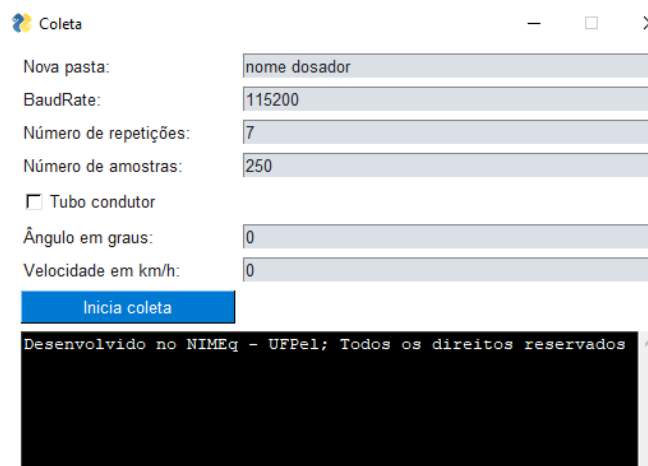 Coleta
Nova pasta: nome dosador
BaudRate: 115200
Número de repetições: 7
Número de amostras: 250
Tubo condutor
Ângulo em graus: 0
Velocidade em km/h: 0
Inicia coleta
Desenvolvido no NIMEq - UFPel; Todos os direitos reservados